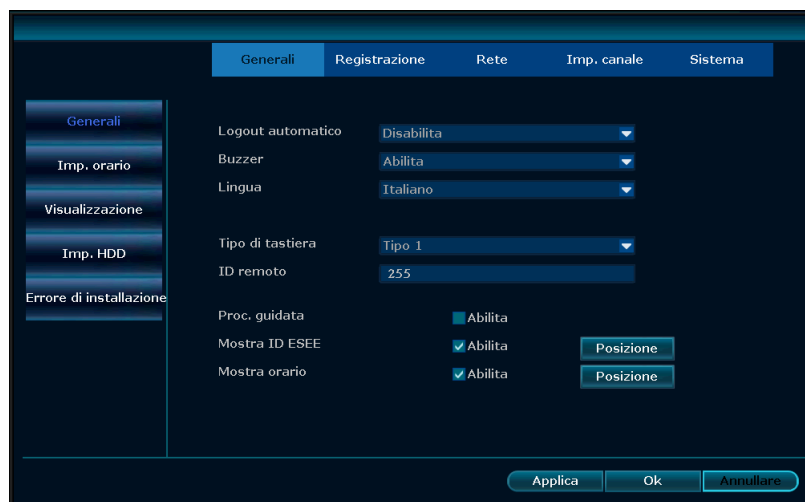 Generali Registrazione Rete Imp. canale Sistema
Generali
Imp. orario
Visualizzazione
Imp. HDD
Errore di installazione
Logout automatico Disabilita
Buzzer Abilita
Lingua Italiano
Tipo di tastiera Tipo 1
ID remoto 255
Proc. guidata Abilita
Mostra ID ESEE Abilita Posizione
Mostra orario Abilita Posizione
Applica Ok Annullare